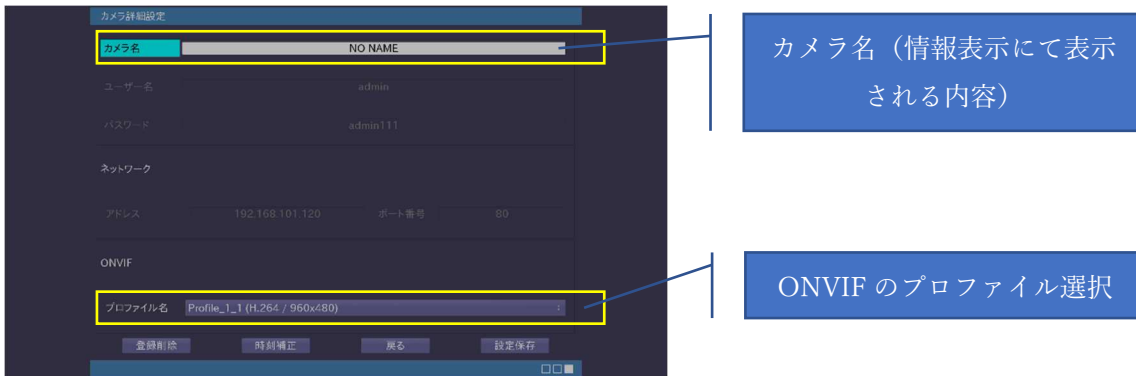 カメラ詳細設定
カメラ名 NO NAME
ユーザー名 admin
パスワード admin111
ネットワーク
アドレス 192.168.101.120 ポート番号 80
ONVIF
プロファイル名 Profile_1_1 (H.264 / 960x480)
登録削除 時刻補正 戻る 設定保存
カメラ名（情報表示にて表示
される内容）
ONVIF のプロファイル選択